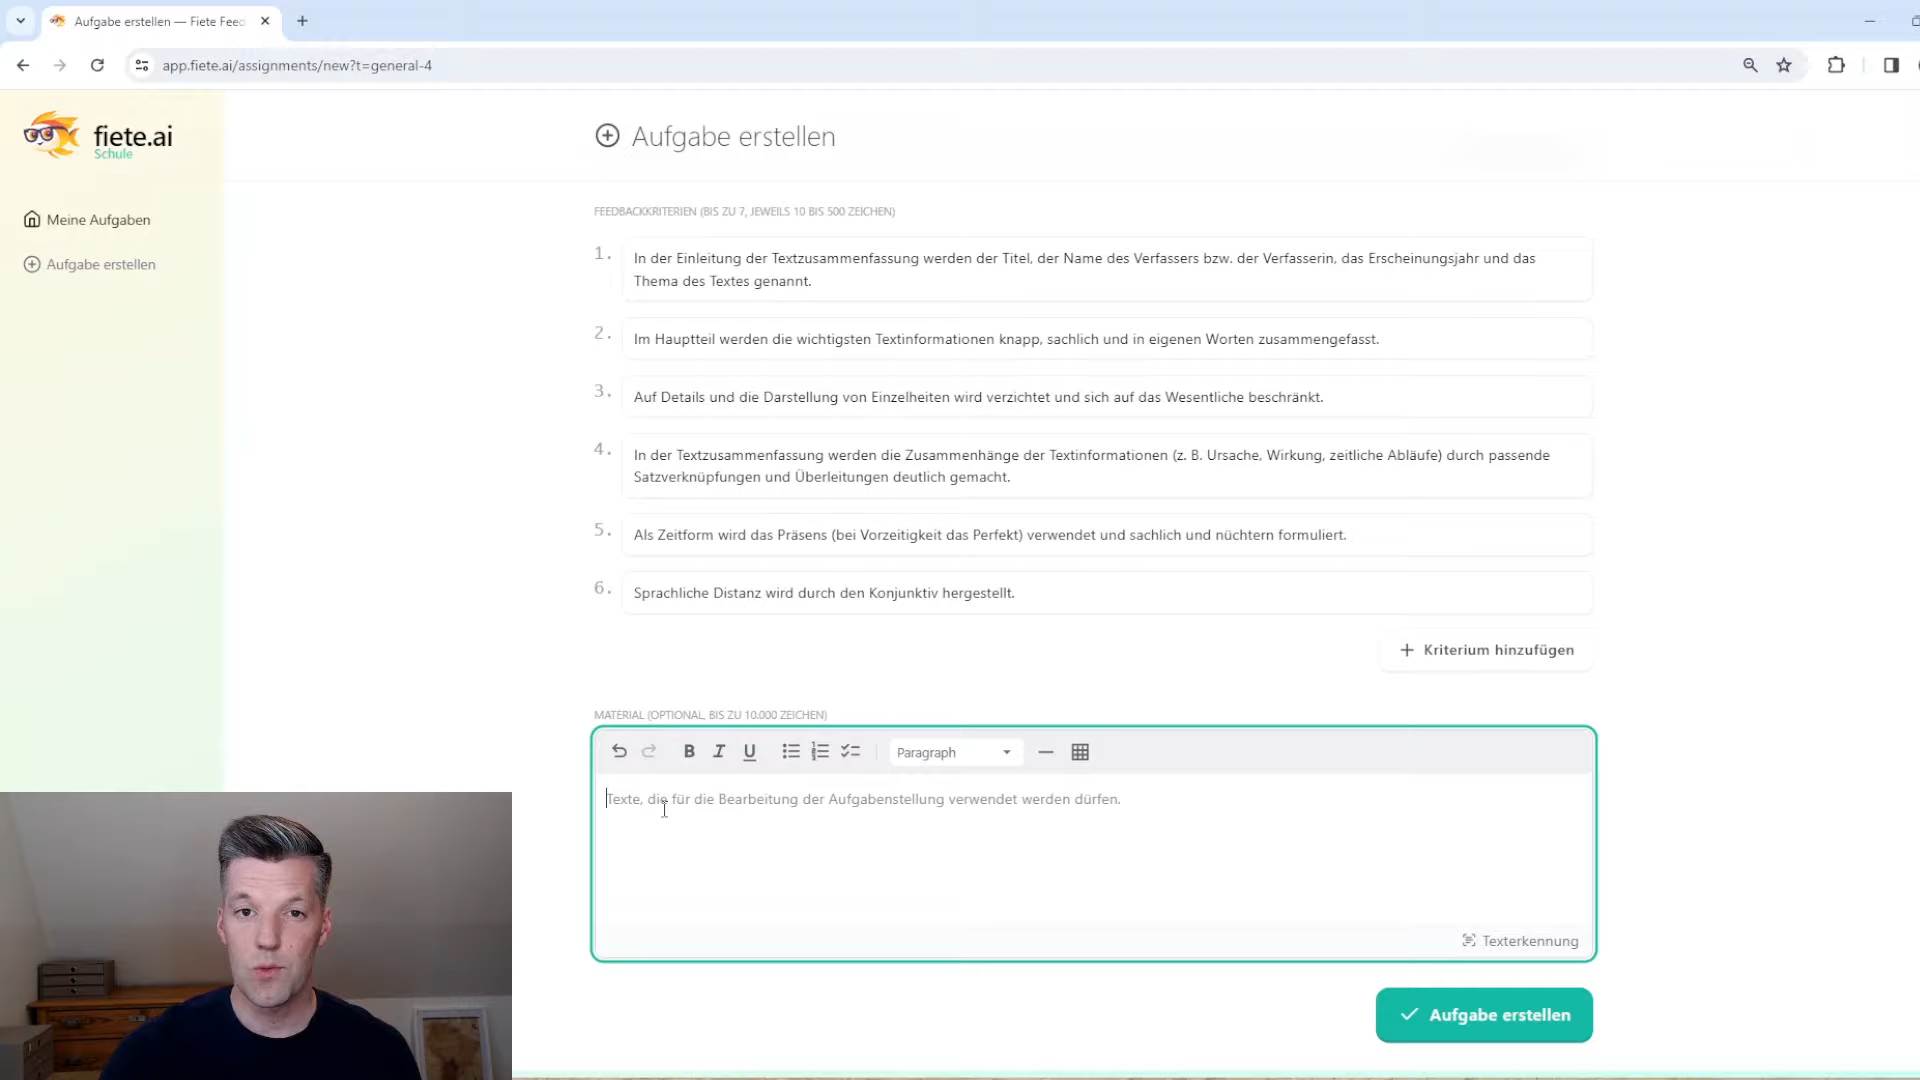 Aufgabe erstellen — Fiete Feed
app.fiete.ai/assignments/new?t=general-4
fiete.ai
Schule
Meine Aufgaben
Aufgabe erstellen
Aufgabe erstellen
FEEDBACKKRITERIEN (BIS ZU 7, JEWEILS 10 BIS 500 ZEICHEN)
1. In der Einleitung der Textzusammenfassung werden der Titel, der Name des Verfassers bzw. der Verfasserin, das Erscheinungsjahr und das
Thema des Textes genannt.
2. Im Hauptteil werden die wichtigsten Textinformationen knapp, sachlich und in eigenen Worten zusammengefasst.
3. Auf Details und die Darstellung von Einzelheiten wird verzichtet und sich auf das Wesentliche beschränkt.
4. In der Textzusammenfassung werden die Zusammenhänge der Textinformationen (z. B. Ursache, Wirkung, zeitliche Abläufe) durch passende
Satzverknüpfungen und Überleitungen deutlich gemacht.
5. Als Zeitform wird das Präsens (bei Vorzeitigkeit das Perfekt) verwendet und sachlich und nüchtern formuliert.
6. Sprachliche Distanz wird durch den Konjunktiv hergestellt.
+ Kriterium hinzufügen
MATERIAL (OPTIONAL, BIS ZU 10.000 ZEICHEN)
B I U Paragraph
Texte, die für die Bearbeitung der Aufgabenstellung verwendet werden dürfen.
Texterkennung
Aufgabe erstellen